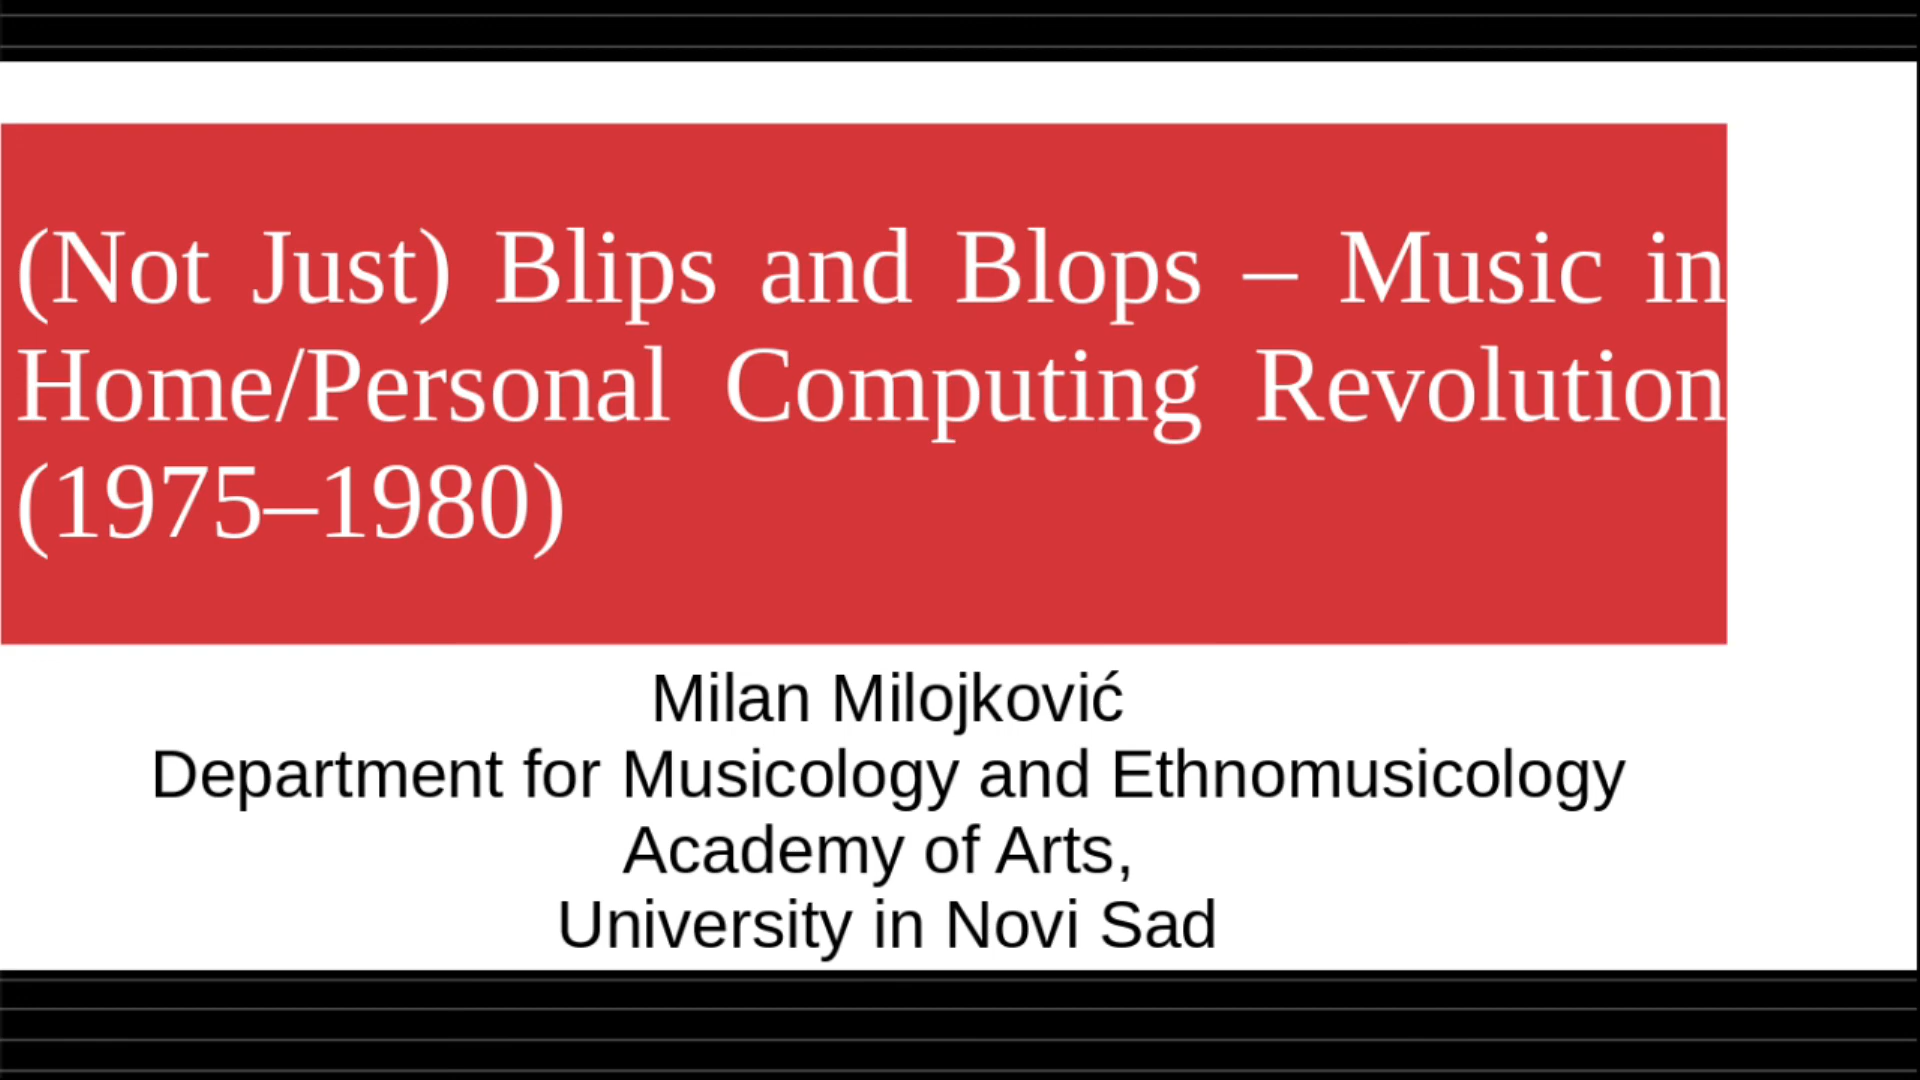 (Not Just) Blips and Blops – Music in
Home/Personal Computing Revolution
(1975–1980)
Milan Milojković
Department for Musicology and Ethnomusicology
Academy of Arts,
University in Novi Sad